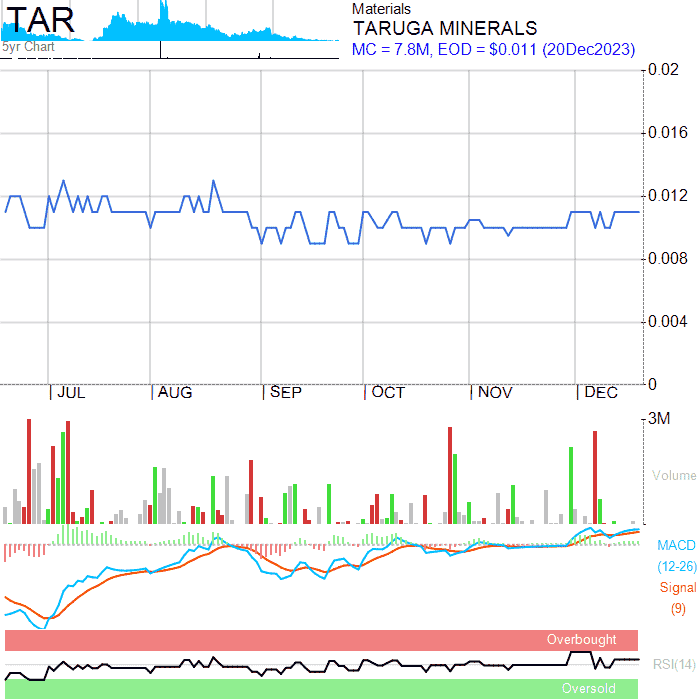 TAR
5yr Chart
Materials
TARUGA MINERALS
MC = 7.8M, EOD = $0.011 (20Dec2023)
0.02
0.016
0.012
0.008
0.004
0
JUL AUG SEP OCT NOV DEC
3M
Volume
MACD
(12-26)
Signal
(9)
Overbought
RSI(14)
Oversold